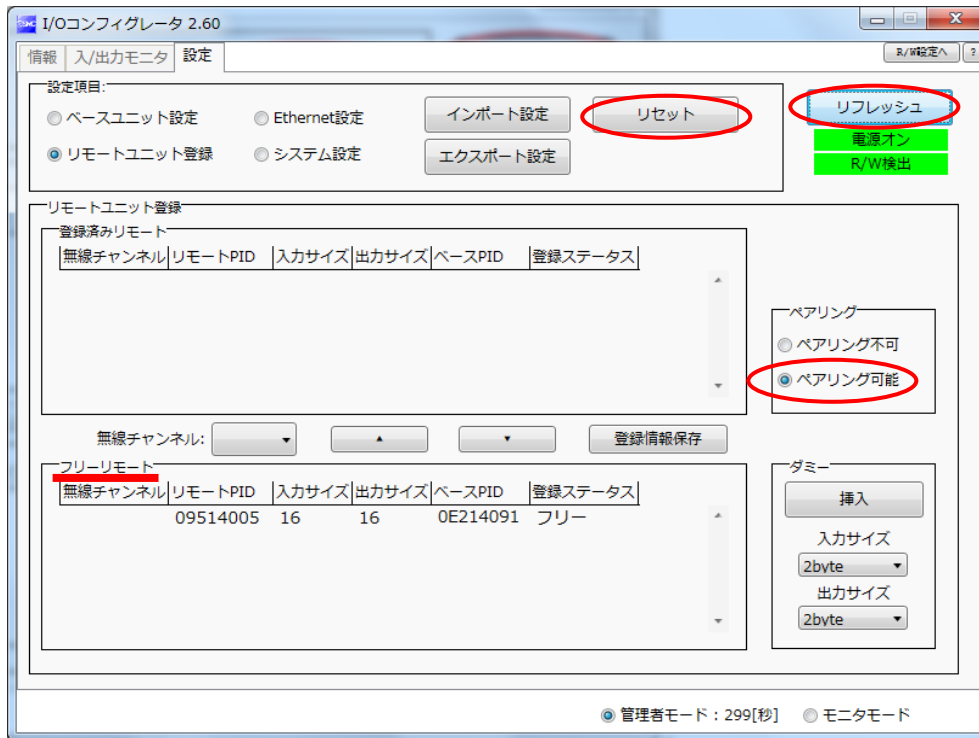 SMC I/Oコンフィグレータ 2.60
情報 入/出力モニタ 設定 R/W設定へ ?
設定項目:
ベースユニット設定 Ethernet設定 インポート設定 リセット リフレッシュ
電源オン
リモートユニット登録 システム設定 エクスポート設定 R/W検出
リモートユニット登録
登録済みリモート
無線チャンネル リモートPID 入力サイズ 出力サイズ ベースPID 登録ステータス
ペアリング
ペアリング不可
ペアリング可能
無線チャンネル: 登録情報保存
フリーリモート
無線チャンネル リモートPID 入力サイズ 出力サイズ ベースPID 登録ステータス
09514005 16 16 0E214091 フリー
ダミー
挿入
入力サイズ
2byte
出力サイズ
2byte
管理者モード：299[秒] モニタモード